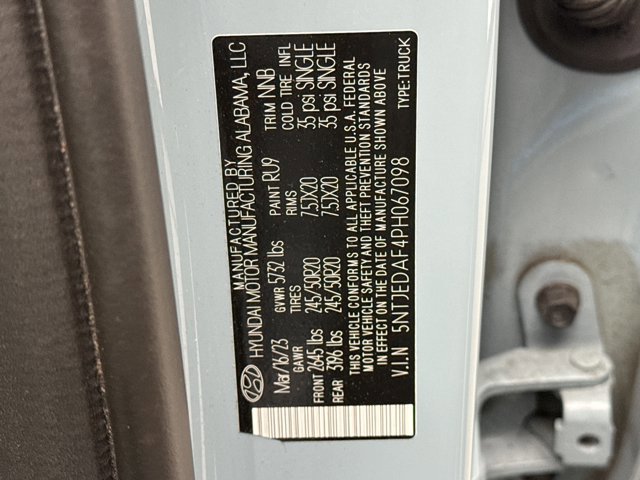 MANUFACTURED BY
HYUNDAI MOTOR MANUFACTURING ALABAMA, LLC
Mar/16/23 GVWR 5732 lbs PAINT RU9 TRIM NNB
GAWR TIRES RIMS COLD TIRE INFL
FRONT 2645 lbs 245/50R20 7.5JX20 35 psi SINGLE
REAR 3196 lbs 245/50R20 7.5JX20 35 psi SINGLE
THIS VEHICLE CONFORMS TO ALL APPLICABLE U.S.A. FEDERAL
MOTOR VEHICLE SAFETY AND THEFT PREVENTION STANDARDS
IN EFFECT ON THE DATE OF MANUFACTURE SHOWN ABOVE
V.I.N 5NTJEDAF4PH067098 TYPE:TRUCK